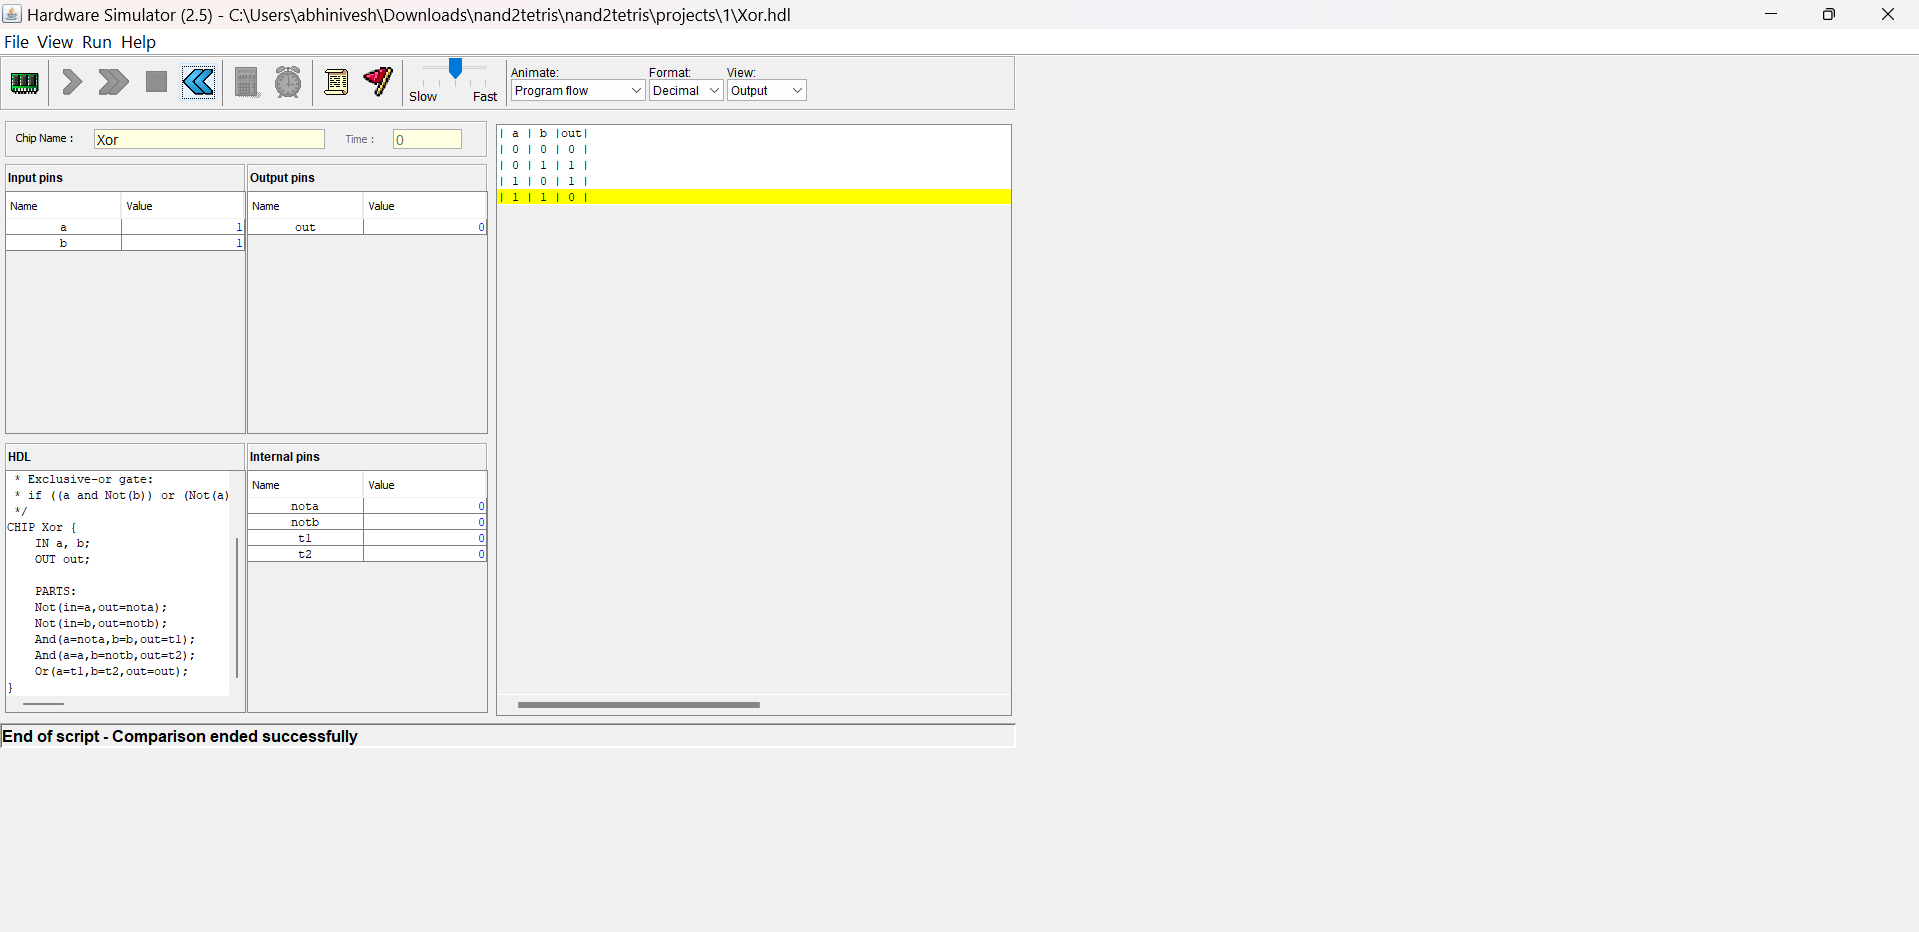 Hardware Simulator (2.5) - C:\Users\abhinivesh\Downloads\nand2tetris\nand2tetris\projects\1\Xor.hdl
File View Run Help
Slow Fast
Animate: Format: View:
Program flow Decimal Output
Chip Name : Xor Time : 0
Input pins
Name Value
a 1
b 1
Output pins
Name Value
out 0
HDL
* Exclusive-or gate:
* if ((a and Not(b)) or (Not(a)
*/
CHIP Xor {
IN a, b;
OUT out;
PARTS:
Not(in=a,out=nota);
Not(in=b,out=notb);
And(a=nota,b=b,out=t1);
And(a=a,b=notb,out=t2);
Or(a=t1,b=t2,out=out);
}
Internal pins
Name Value
nota 0
notb 0
t1 0
t2 0
| a | b |out|
| 0 | 0 | 0 |
| 0 | 1 | 1 |
| 1 | 0 | 1 |
| 1 | 1 | 0 |
End of script - Comparison ended successfully